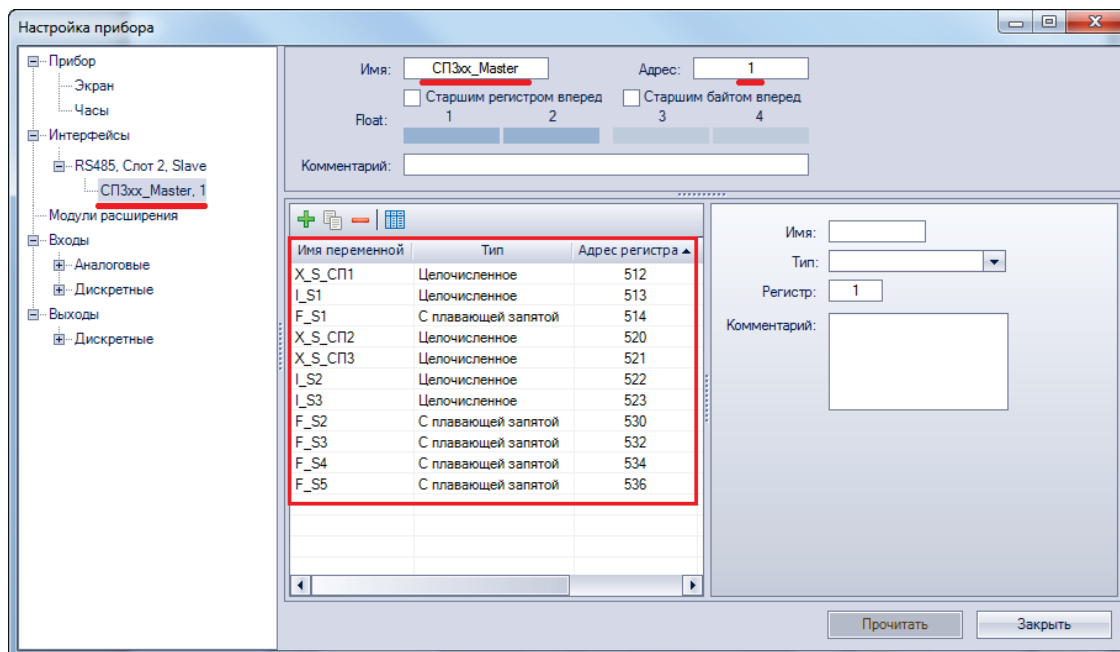 Настройка прибора
Прибор
Экран
Часы
Интерфейсы
RS485, Слот 2, Slave
СП3xx_Master, 1
Модули расширения
Входы
Аналоговые
Дискретные
Выходы
Дискретные
Имя: СП3xx_Master Адрес: 1
Старшим регистром вперед Старшим байтом вперед
Float: 1 2 3 4
Комментарий:
Имя переменной Тип Адрес регистра
X_S_СП1 Целочисленное 512
I_S1 Целочисленное 513
F_S1 С плавающей запятой 514
X_S_СП2 Целочисленное 520
X_S_СП3 Целочисленное 521
I_S2 Целочисленное 522
I_S3 Целочисленное 523
F_S2 С плавающей запятой 530
F_S3 С плавающей запятой 532
F_S4 С плавающей запятой 534
F_S5 С плавающей запятой 536
Имя:
Тип:
Регистр: 1
Комментарий:
Прочитать Закрыть